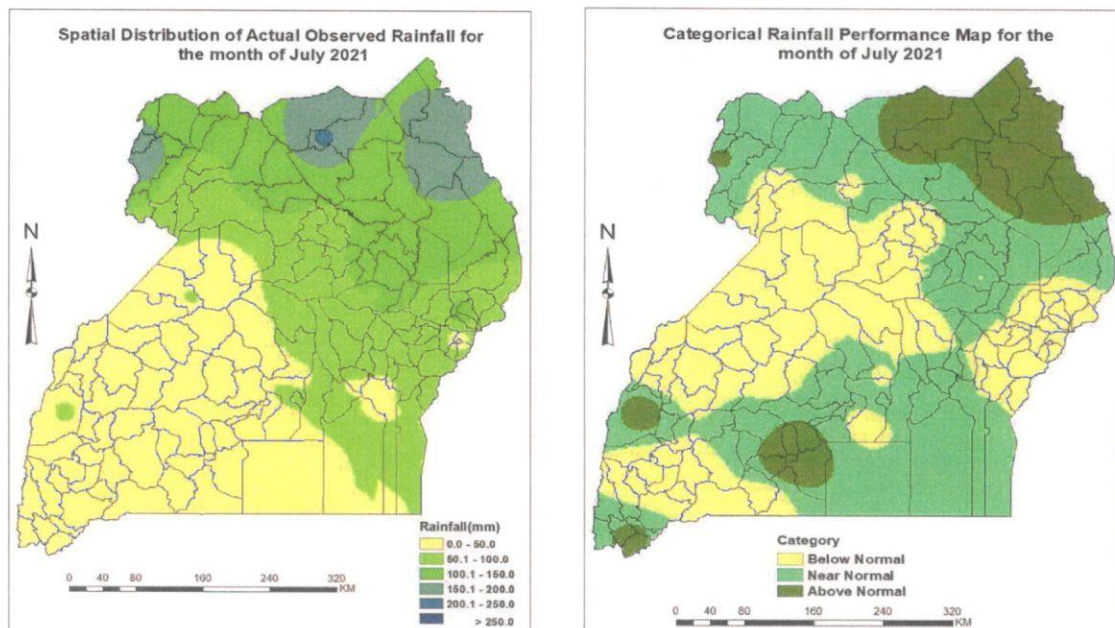 Spatial Distribution of Actual Observed Rainfall for
the month of July 2021
N
Rainfall(mm)
0.0 - 50.0
50.1 - 100.0
100.1 - 150.0
150.1 - 200.0
200.1 - 250.0
> 250.0
0 40 80 160 240 320
KM
Categorical Rainfall Performance Map for the
month of July 2021
N
Category
Below Normal
Near Normal
Above Normal
0 40 80 160 240 320
KM